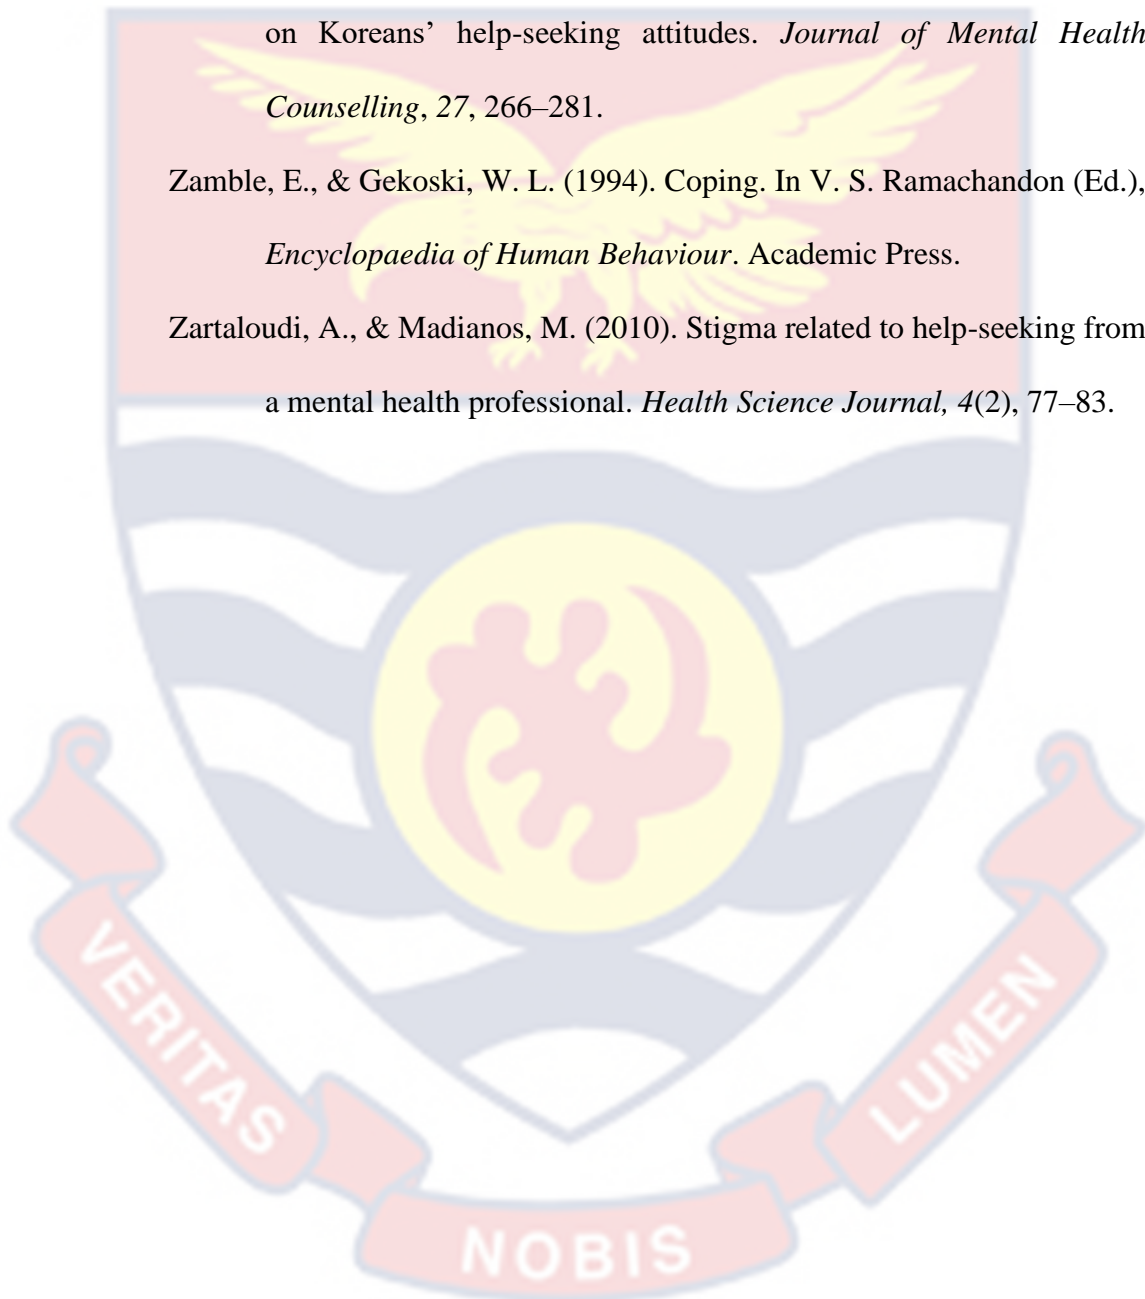 on Koreans’ help-seeking attitudes. Journal of Mental Health
Counselling, 27, 266–281.
Zamble, E., & Gekoski, W. L. (1994). Coping. In V. S. Ramachandon (Ed.),
Encyclopaedia of Human Behaviour. Academic Press.
Zartaloudi, A., & Madianos, M. (2010). Stigma related to help-seeking from
a mental health professional. Health Science Journal, 4(2), 77–83.
VERITAS
NOBIS
LUMEN